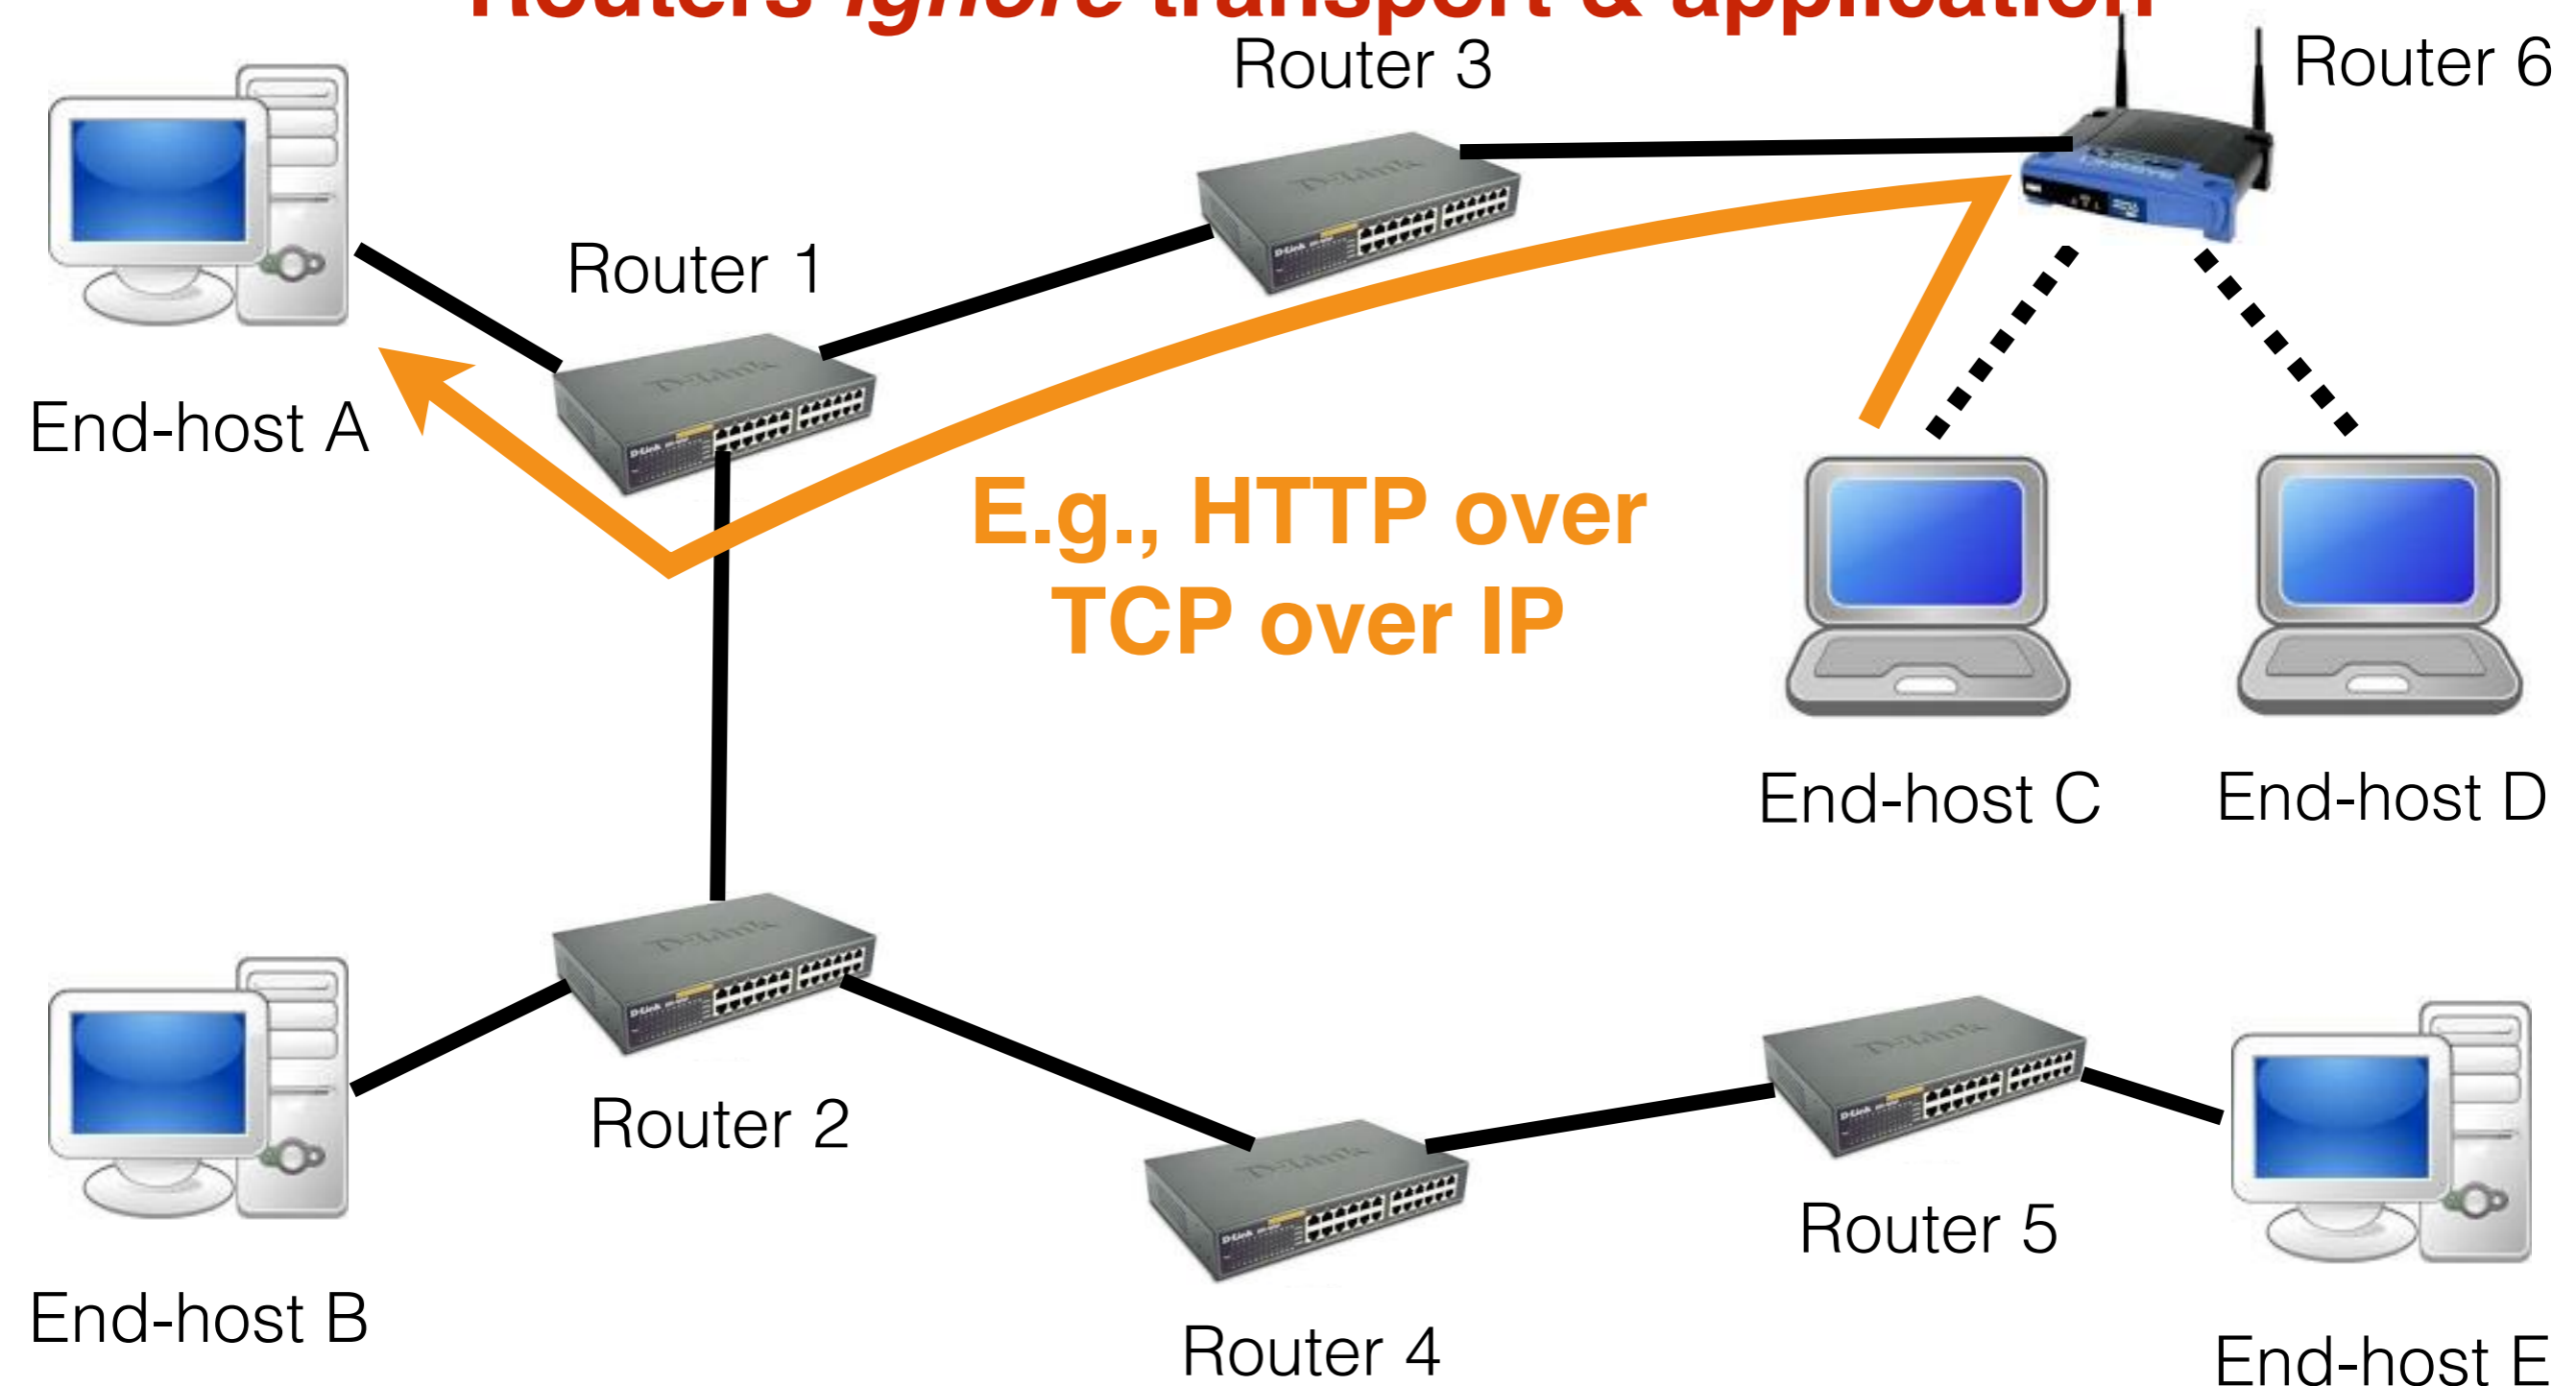 Routers ignore transport & application
Router 3
Router 6
Router 1
End-host A
E.g., HTTP over
TCP over IP
End-host C
End-host D
Router 2
Router 5
End-host B
Router 4
End-host E